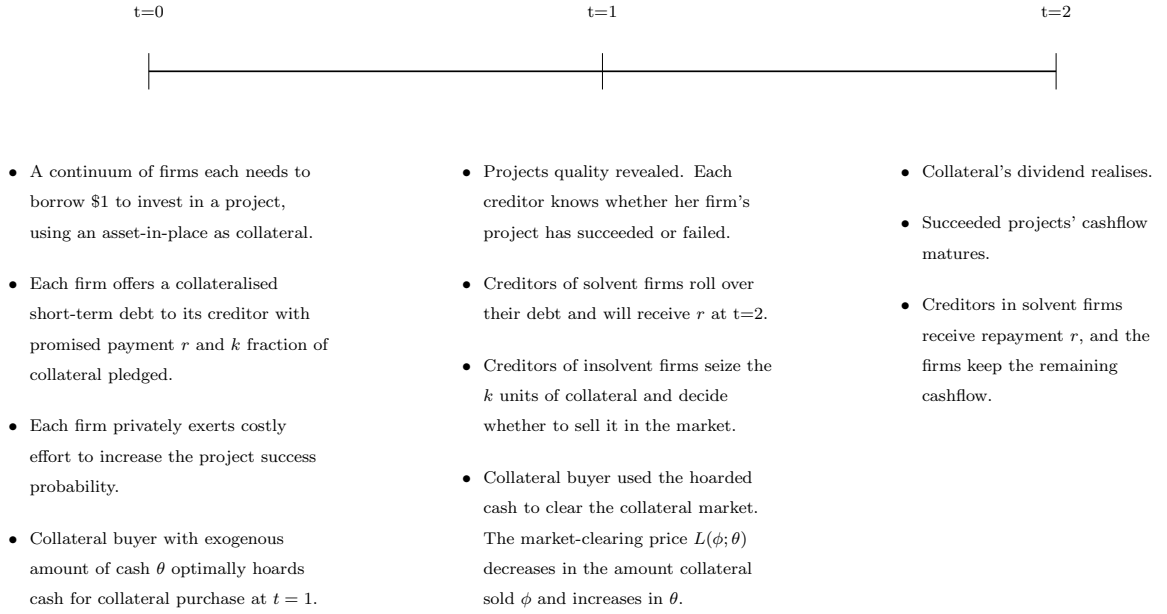 t=0
t=1
t=2
• A continuum of firms each needs to
borrow $1 to invest in a project,
using an asset-in-place as collateral.
• Each firm offers a collateralised
short-term debt to its creditor with
promised payment r and k fraction of
collateral pledged.
• Each firm privately exerts costly
effort to increase the project success
probability.
• Collateral buyer with exogenous
amount of cash θ optimally hoards
cash for collateral purchase at t = 1.
• Projects quality revealed. Each
creditor knows whether her firm's
project has succeeded or failed.
• Creditors of solvent firms roll over
their debt and will receive r at t=2.
• Creditors of insolvent firms seize the
k units of collateral and decide
whether to sell it in the market.
• Collateral buyer used the hoarded
cash to clear the collateral market.
The market-clearing price L(ϕ; θ)
decreases in the amount collateral
sold ϕ and increases in θ.
• Collateral's dividend realises.
• Succeeded projects' cashflow
matures.
• Creditors in solvent firms
receive repayment r, and the
firms keep the remaining
cashflow.